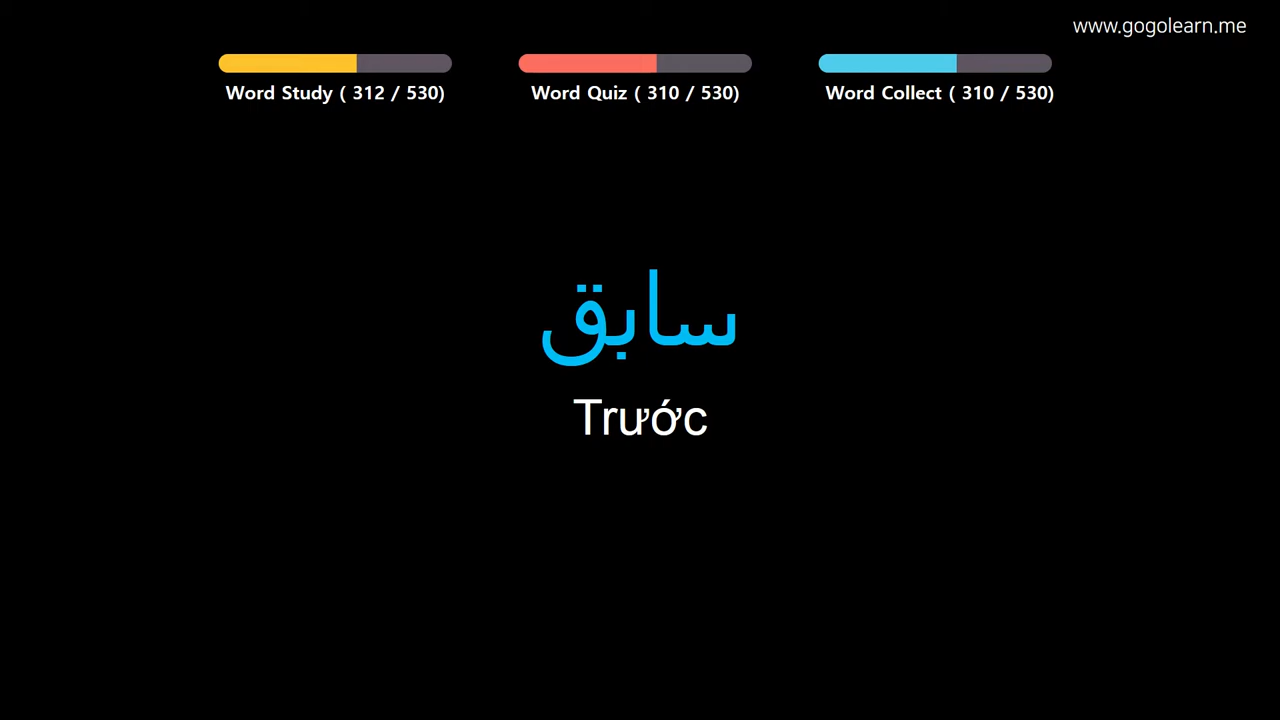 www.gogolearn.me
Word Study ( 312 / 530)
Word Quiz ( 310 / 530)
Word Collect ( 310 / 530)
سابق
Trước